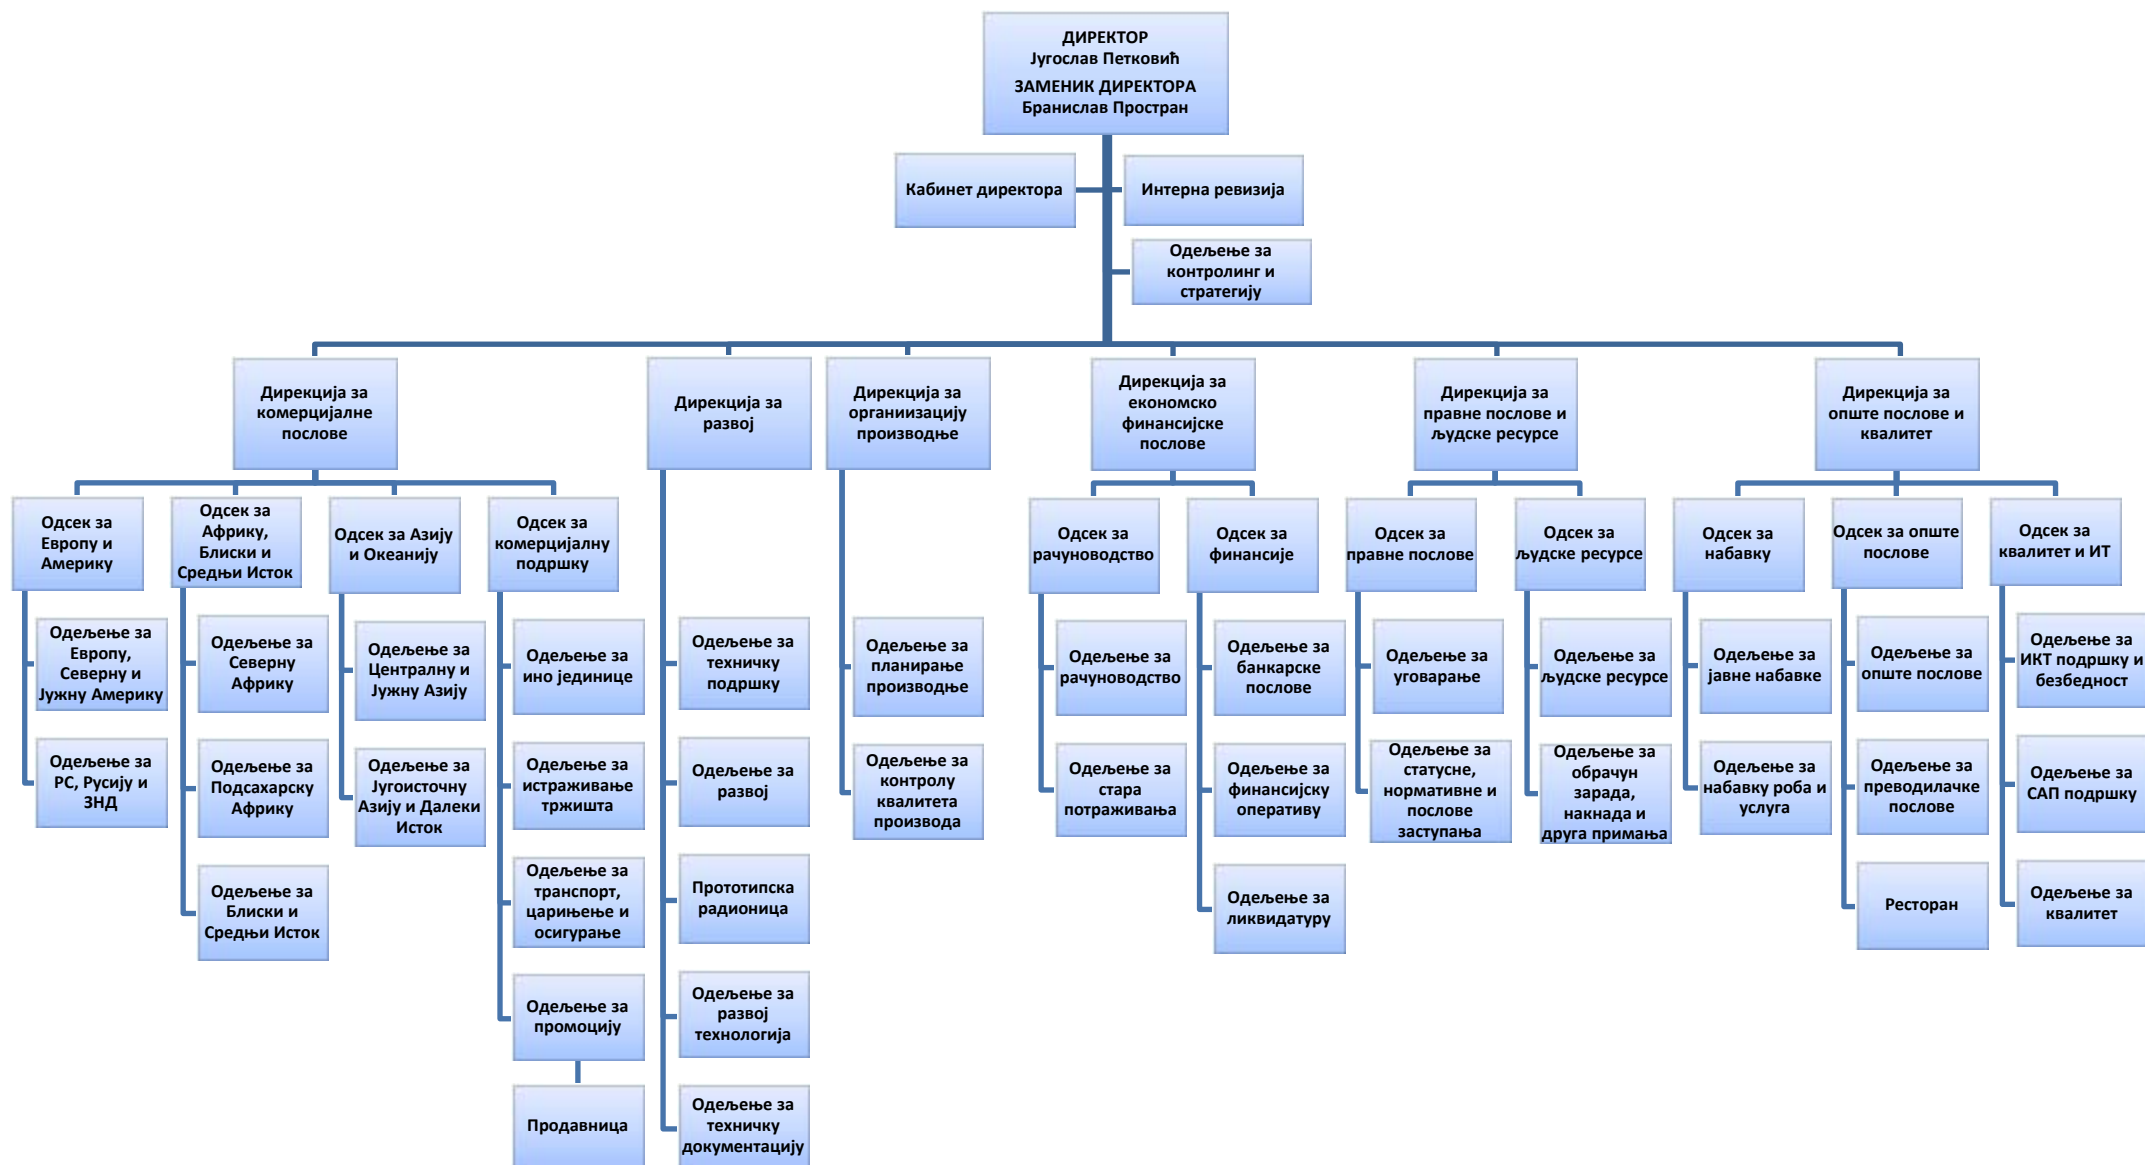 ДИРЕКТОР
Југослав Петковић
ЗАМЕНИК ДИРЕКТОРА
Бранислав Простран
Кабинет директора
Интерна ревизија
Одељење за
контролинг и
стратегију
Дирекција за
комерцијалне
послове
Дирекција за
развој
Дирекција за
органиизацију
производње
Дирекција за
економско
финансијске
послове
Дирекција за
правне послове и
људске ресурсе
Дирекција за
опште послове и
квалитет
Одсек за
Европу и
Америку
Одсек за
Африку,
Блиски и
Средњи Исток
Одсек за Азију
и Океанију
Одсек за
комерцијалну
подршку
Одсек за
рачуноводство
Одсек за
финансије
Одсек за
правне послове
Одсек за
људске ресурсе
Одсек за
набавку
Одсек за опште
послове
Одсек за
квалитет и ИТ
Одељење за
Европу,
Северну и
Јужну Америку
Одељење за
РС, Русију и
ЗНД
Одељење за
Северну
Африку
Одељење за
Подсахарску
Африку
Одељење за
Блиски и
Средњи Исток
Одељење за
Централну и
Јужну Азију
Одељење за
Југоисточну
Азију и Далеки
Исток
Одељење за
ино јединице
Одељење за
истраживање
тржишта
Одељење за
транспорт,
царињење и
осигурање
Одељење за
промоцију
Продавница
Одељење за
техничку
подршку
Одељење за
развој
Прототипска
радионица
Одељење за
развој
технологија
Одељење за
техничку
документацију
Одељење за
планирање
производње
Одељење за
контролу
квалитета
производа
Одељење за
рачуноводство
Одељење за
стара
потраживања
Одељење за
банкарске
послове
Одељење за
финансијску
оперативу
Одељење за
ликвидатуру
Одељење за
уговарање
Одељење за
статусне,
нормативне и
послове
заступања
Одељење за
људске ресурсе
Одељење за
обрачун
зарада,
накнада и
друга примања
Одељење за
јавне набавке
Одељење за
набавку роба и
услуга
Одељење за
опште послове
Одељење за
преводилачке
послове
Ресторан
Одељење за
ИКТ подршку и
безбедност
Одељење за
САП подршку
Одељење за
квалитет